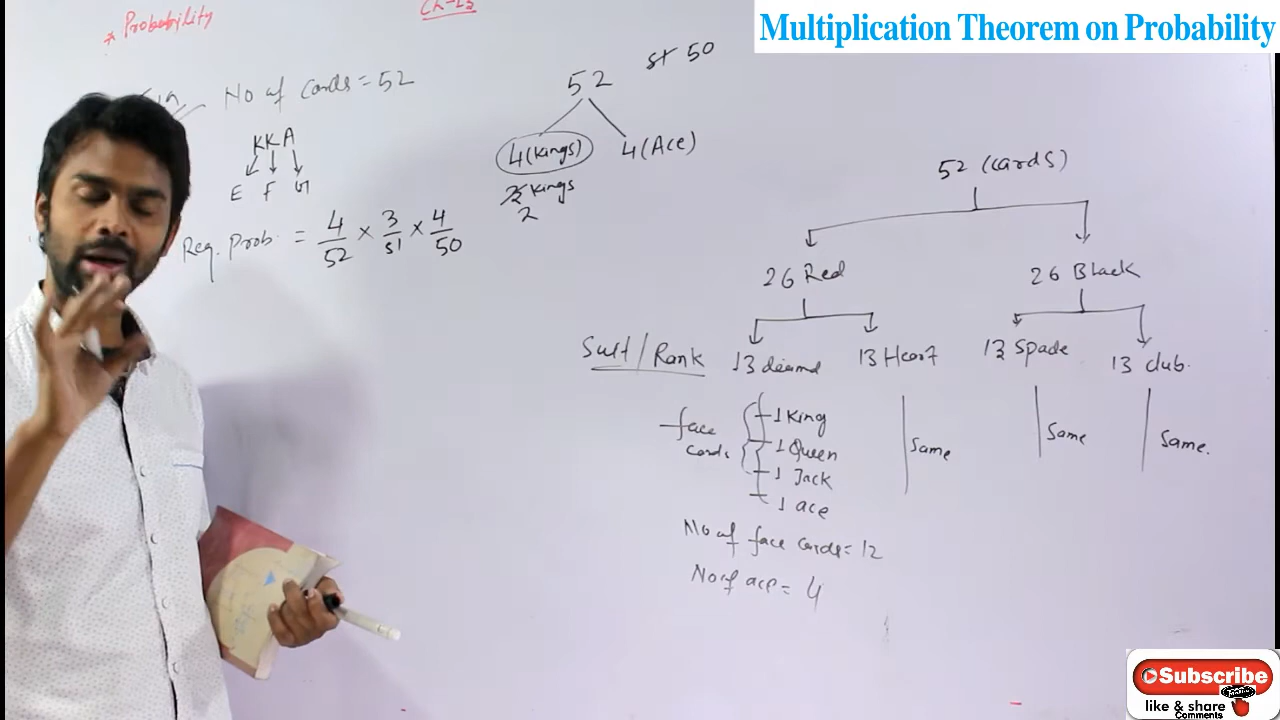 Multiplication Theorem on Probability
* Probability
No of cards = 52
KKA
E F G
Req. Prob. = 4/52 × 3/51 × 4/50
52
51 50
4 (Kings) 4 (Ace)
3 Kings
2
52 (cards)
26 Red 26 Black
Suit / Rank 13 diamd 13 Heart 13 Spade 13 club.
face cards
1 King
1 Queen
1 Jack
1 ace
Same
Same
Same.
No of face cards = 12
No of ace = 4
Subscribe
like & share
Comments